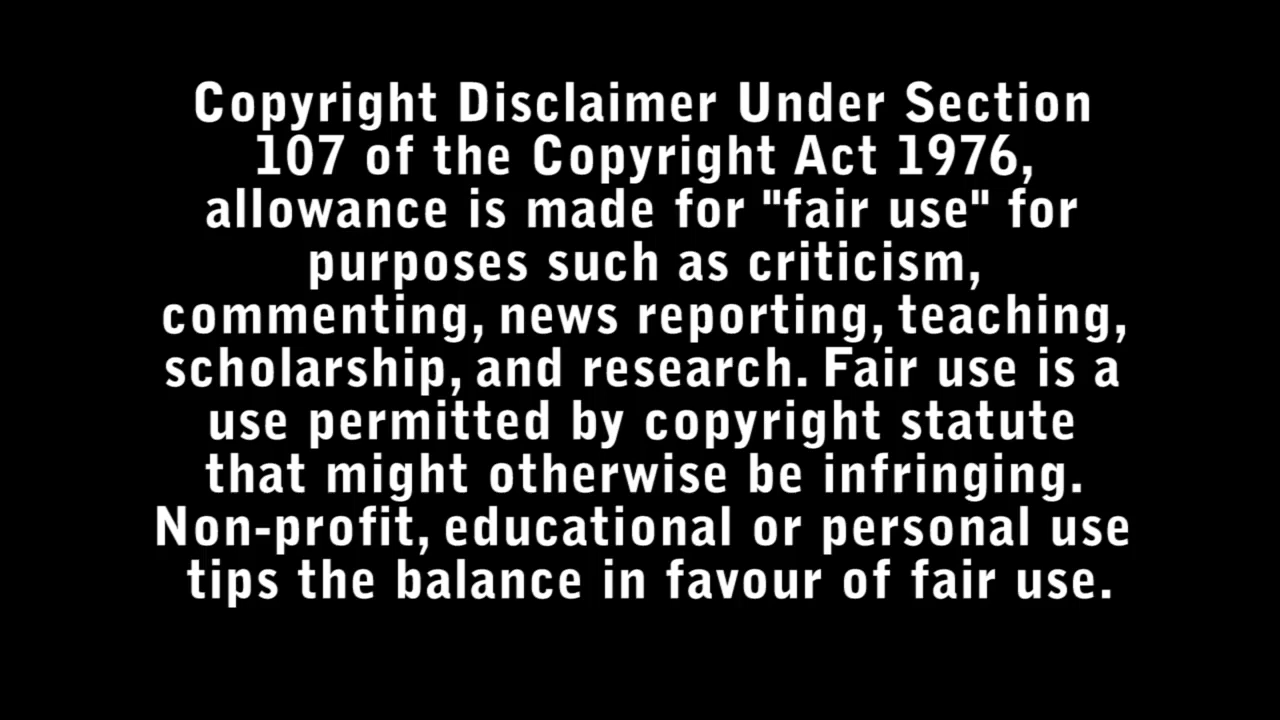 Copyright Disclaimer Under Section
107 of the Copyright Act 1976,
allowance is made for "fair use" for
purposes such as criticism,
commenting, news reporting, teaching,
scholarship, and research. Fair use is a
use permitted by copyright statute
that might otherwise be infringing.
Non-profit, educational or personal use
tips the balance in favour of fair use.